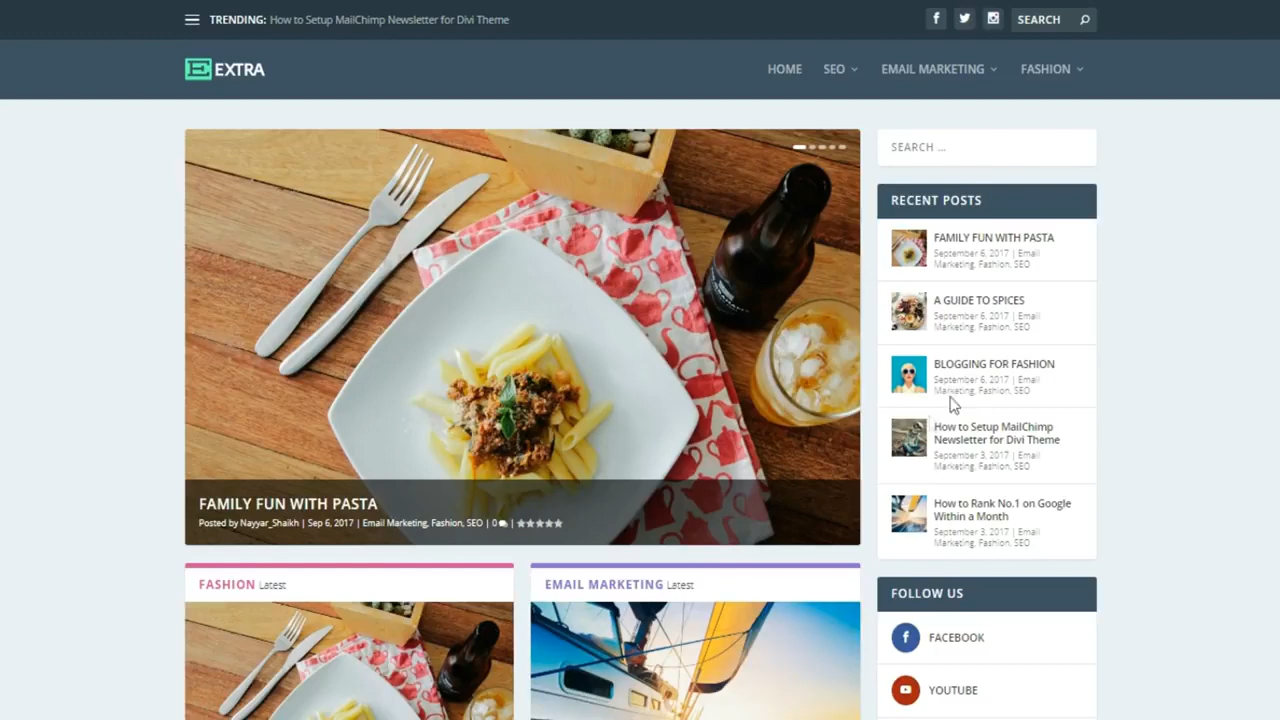 TRENDING: How to Setup MailChimp Newsletter for Divi Theme
SEARCH
EXTRA
HOME SEO EMAIL MARKETING FASHION
SEARCH ...
RECENT POSTS
FAMILY FUN WITH PASTA
September 6, 2017 | Email
Marketing, Fashion, SEO
A GUIDE TO SPICES
September 6, 2017 | Email
Marketing, Fashion, SEO
BLOGGING FOR FASHION
September 6, 2017 | Email
Marketing, Fashion, SEO
How to Setup MailChimp
Newsletter for Divi Theme
September 3, 2017 | Email
Marketing, Fashion, SEO
How to Rank No.1 on Google
Within a Month
September 3, 2017 | Email
Marketing, Fashion, SEO
FAMILY FUN WITH PASTA
Posted by Nayyar_Shaikh | Sep 6, 2017 | Email Marketing, Fashion, SEO | 0 |
FASHION Latest
EMAIL MARKETING Latest
FOLLOW US
FACEBOOK
YOUTUBE